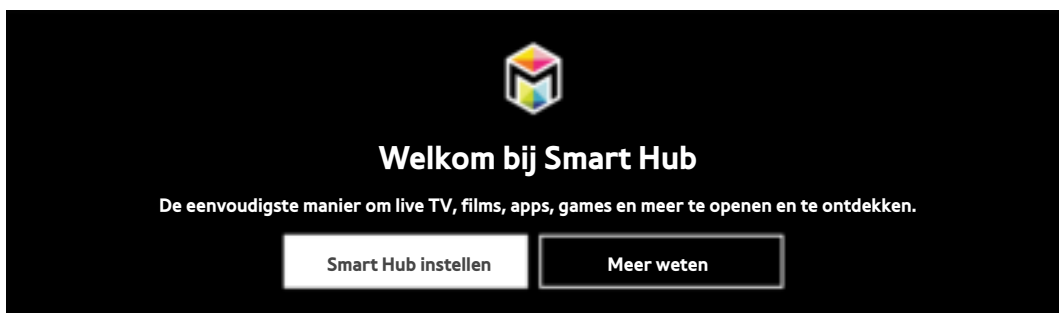 Welkom bij Smart Hub
De eenvoudigste manier om live TV, films, apps, games en meer te openen en te ontdekken.
Smart Hub instellen
Meer weten